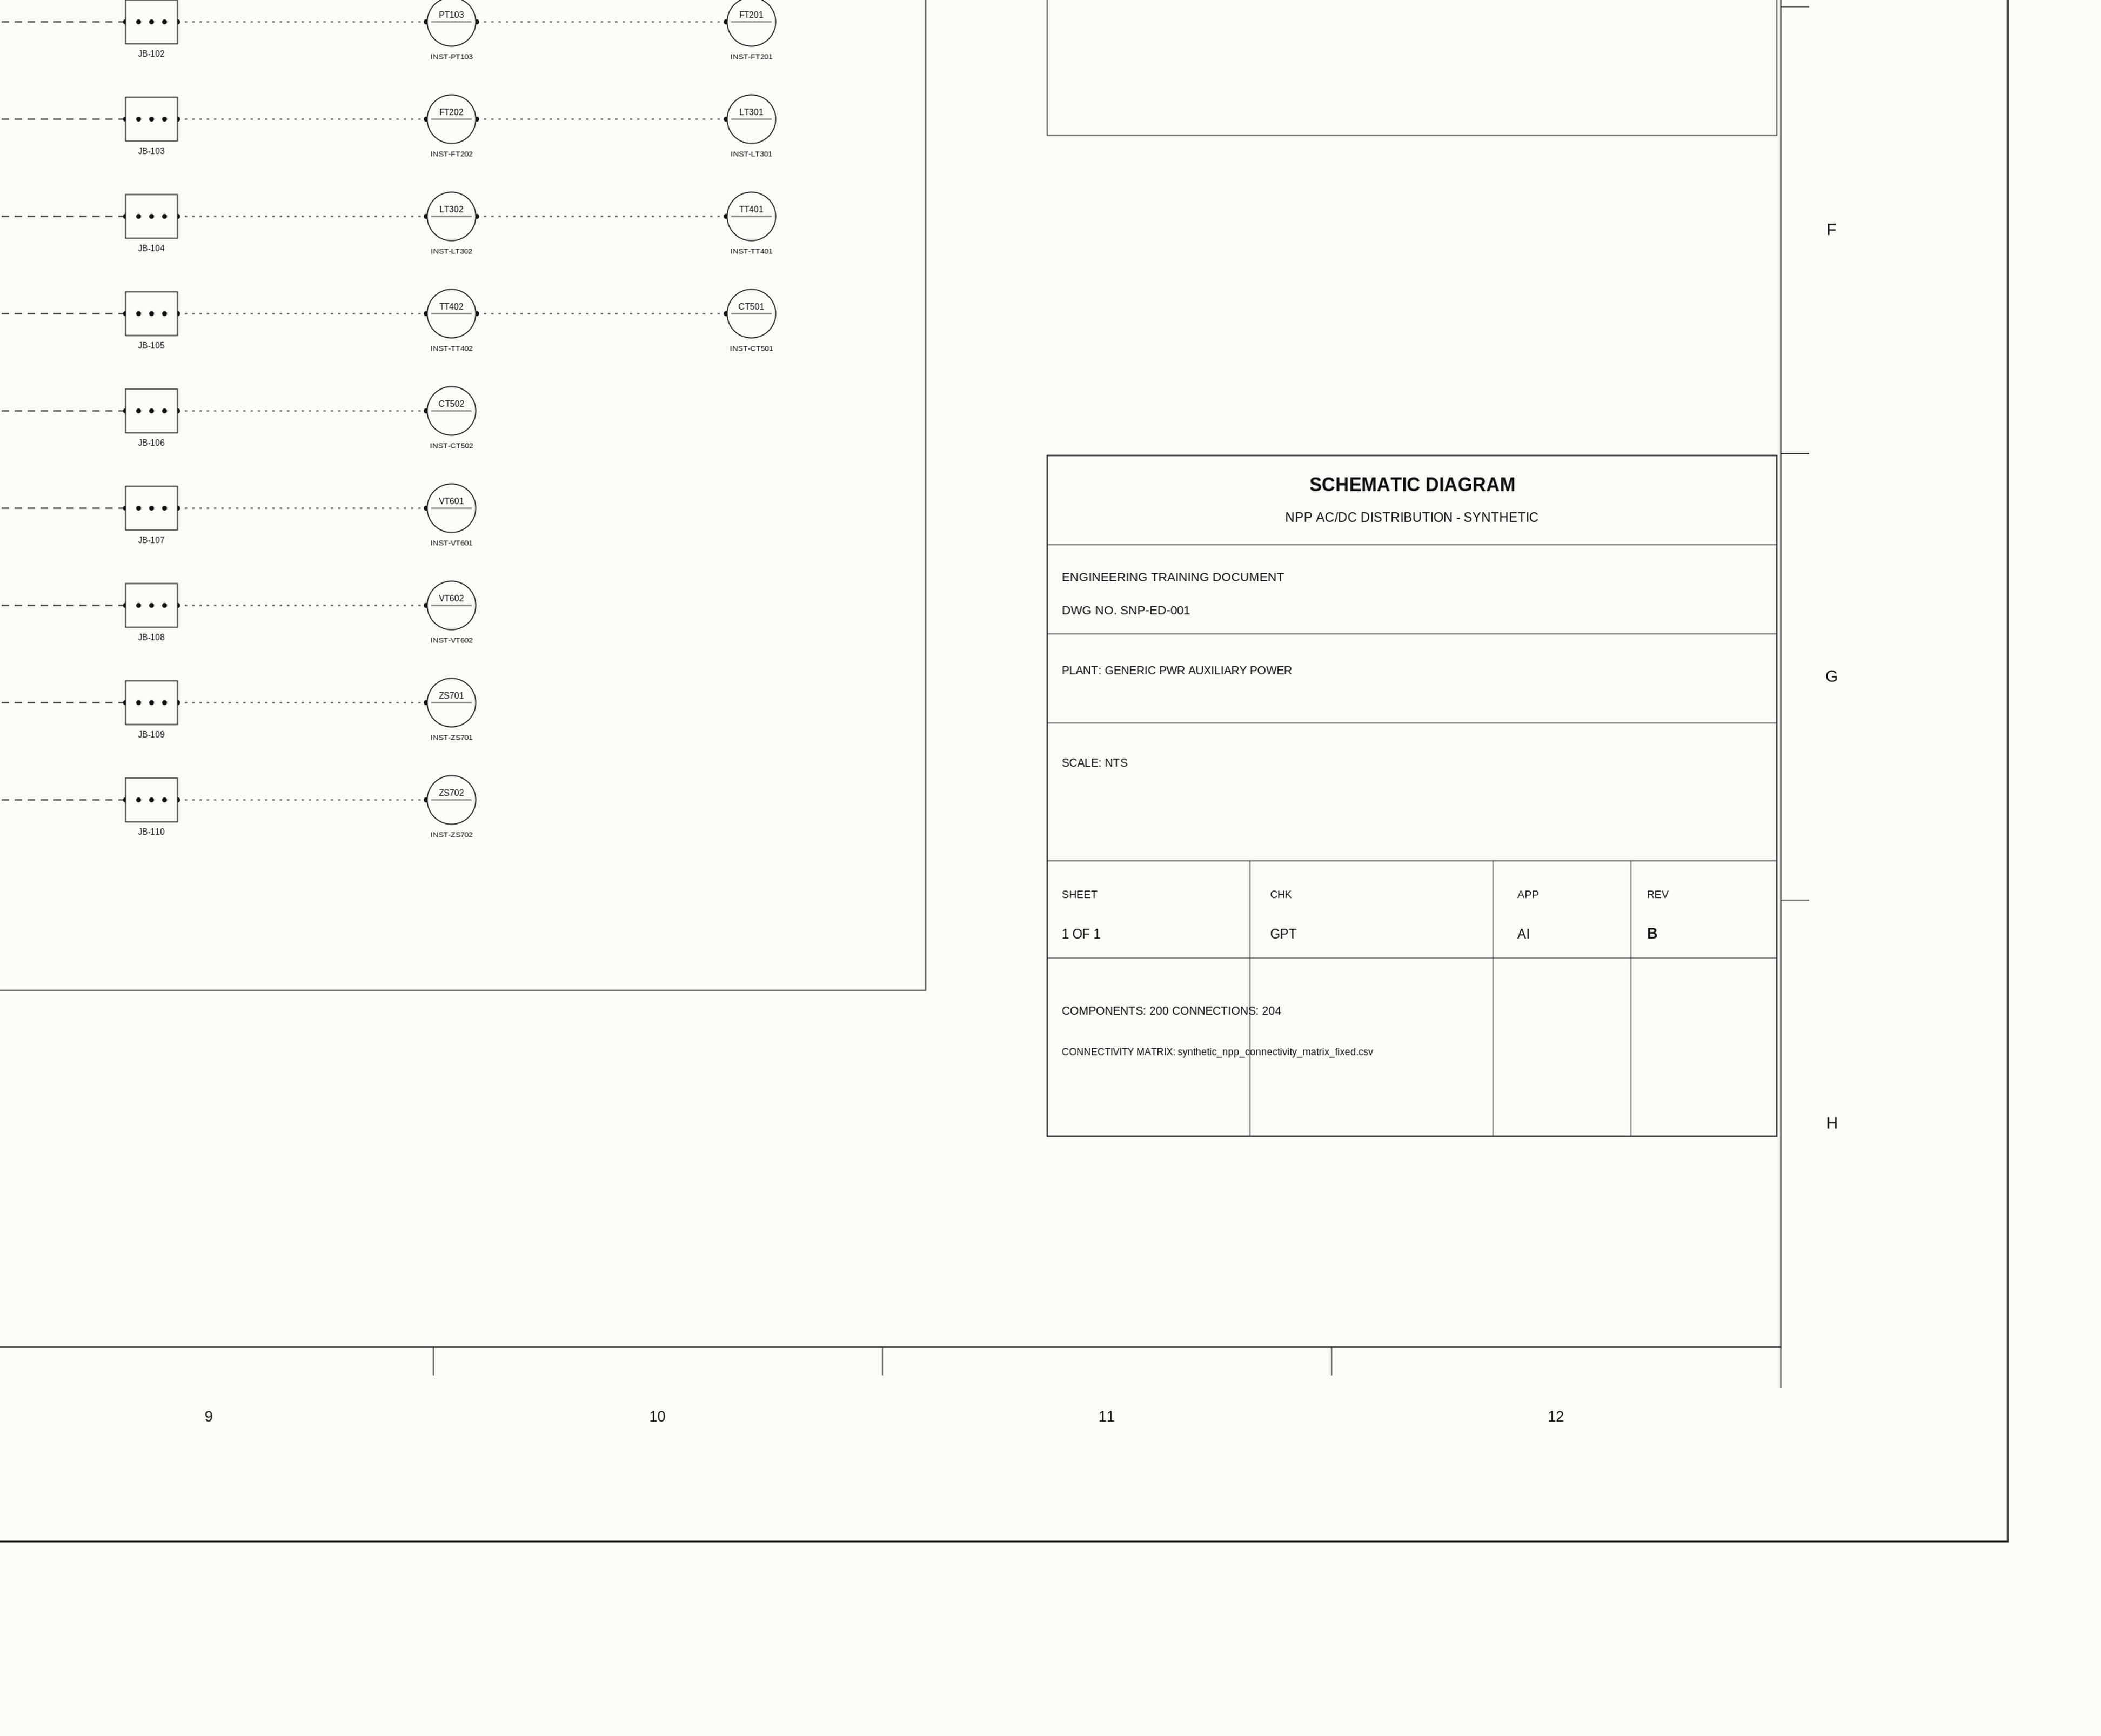 PT103
FT201
JB-102
INST-PT103
INST-FT201
FT202
LT301
JB-103
INST-FT202
INST-LT301
LT302
TT401
JB-104
INST-LT302
INST-TT401
F
TT402
CT501
JB-105
INST-TT402
INST-CT501
CT502
JB-106
INST-CT502
VT601
JB-107
INST-VT601
VT602
JB-108
INST-VT602
ZS701
JB-109
INST-ZS701
ZS702
JB-110
INST-ZS702
SCHEMATIC DIAGRAM
NPP AC/DC DISTRIBUTION - SYNTHETIC
ENGINEERING TRAINING DOCUMENT
DWG NO. SNP-ED-001
PLANT: GENERIC PWR AUXILIARY POWER
G
SCALE: NTS
SHEET CHK APP REV
1 OF 1 GPT AI B
COMPONENTS: 200 CONNECTIONS: 204
CONNECTIVITY MATRIX: synthetic_npp_connectivity_matrix_fixed.csv
H
9 10 11 12